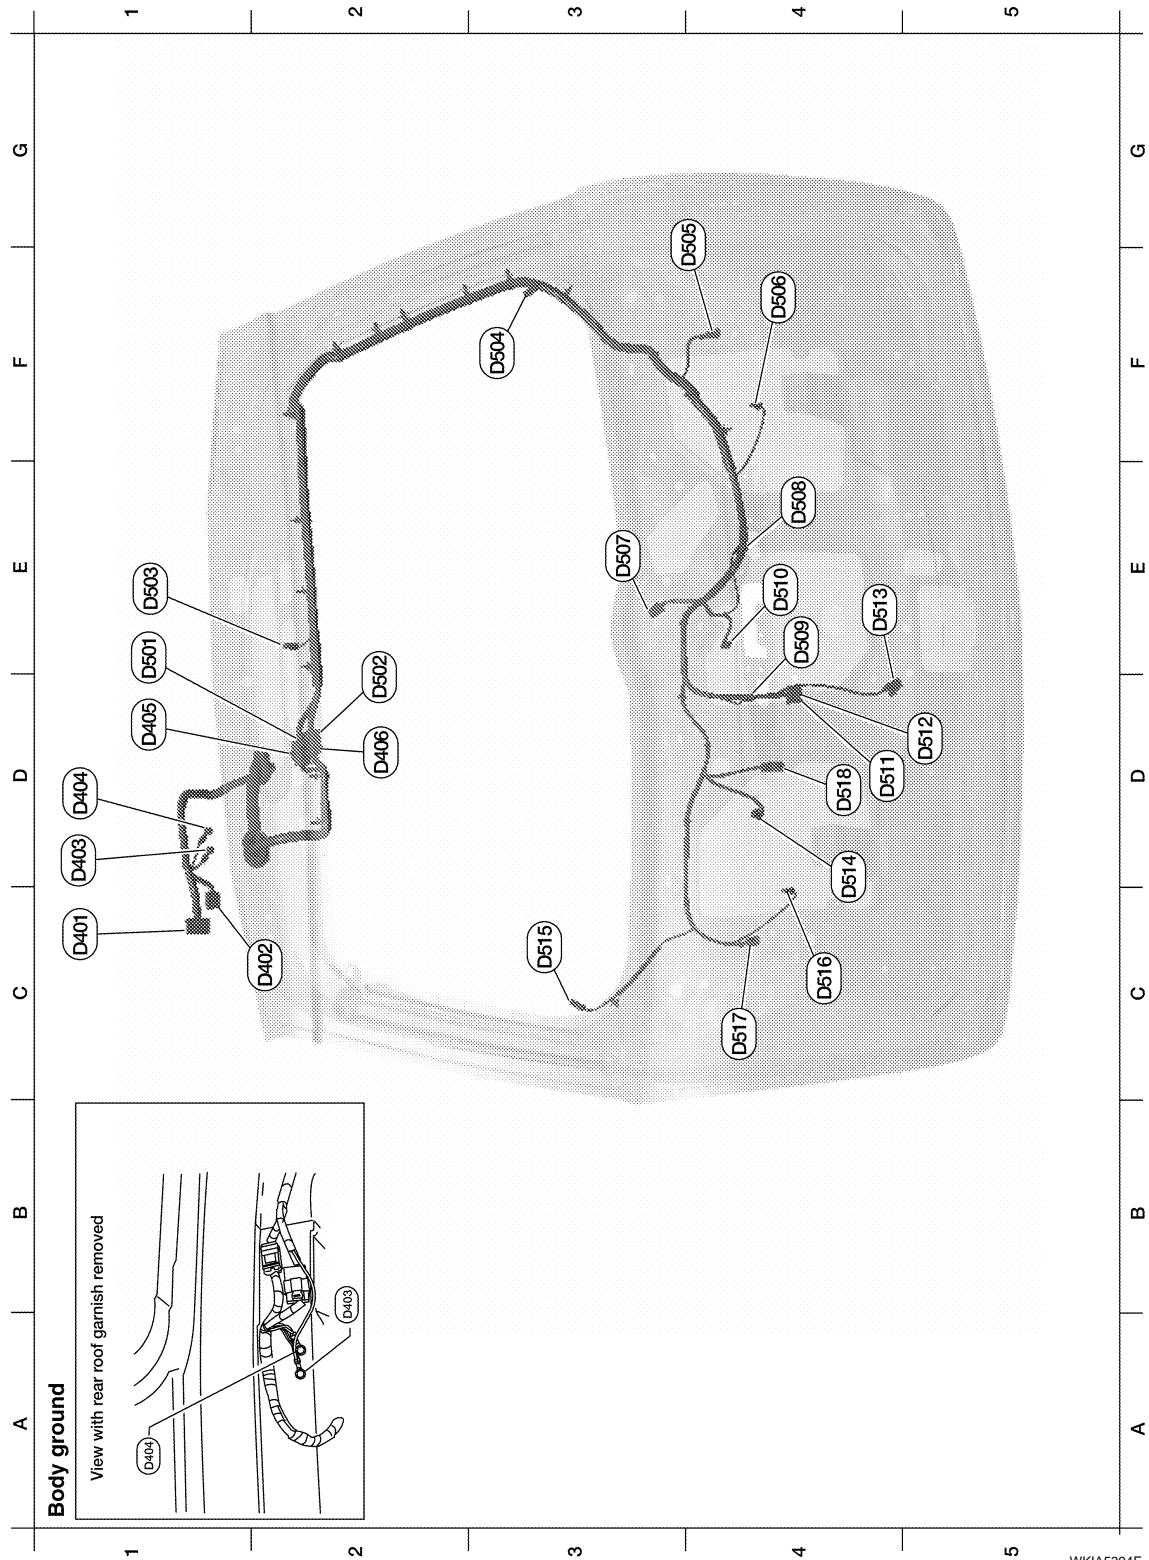 1
2
3
4
5
G
F
E
D
C
B
A
G
F
E
D
C
B
A
1
2
3
4
5
D401
D402
D403
D404
D405
D406
D501
D502
D503
D504
D505
D506
D507
D508
D509
D510
D511
D512
D513
D514
D515
D516
D517
D518
Body ground
View with rear roof garnish removed
D404
D403